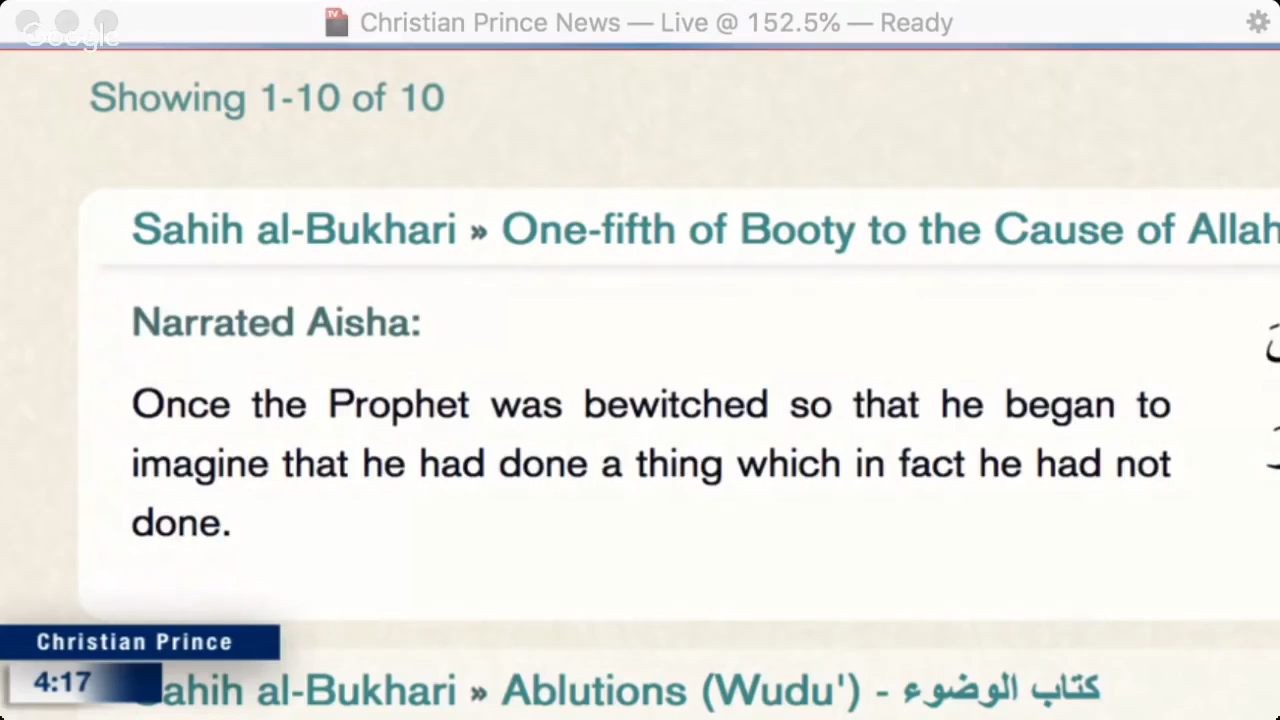 Christian Prince News — Live @ 152.5% — Ready
Google
Showing 1-10 of 10
Sahih al-Bukhari » One-fifth of Booty to the Cause of Allah
Narrated Aisha:
Once the Prophet was bewitched so that he began to
imagine that he had done a thing which in fact he had not
done.
Christian Prince
4:17
ahih al-Bukhari » Ablutions (Wudu') - كتاب الوضوء